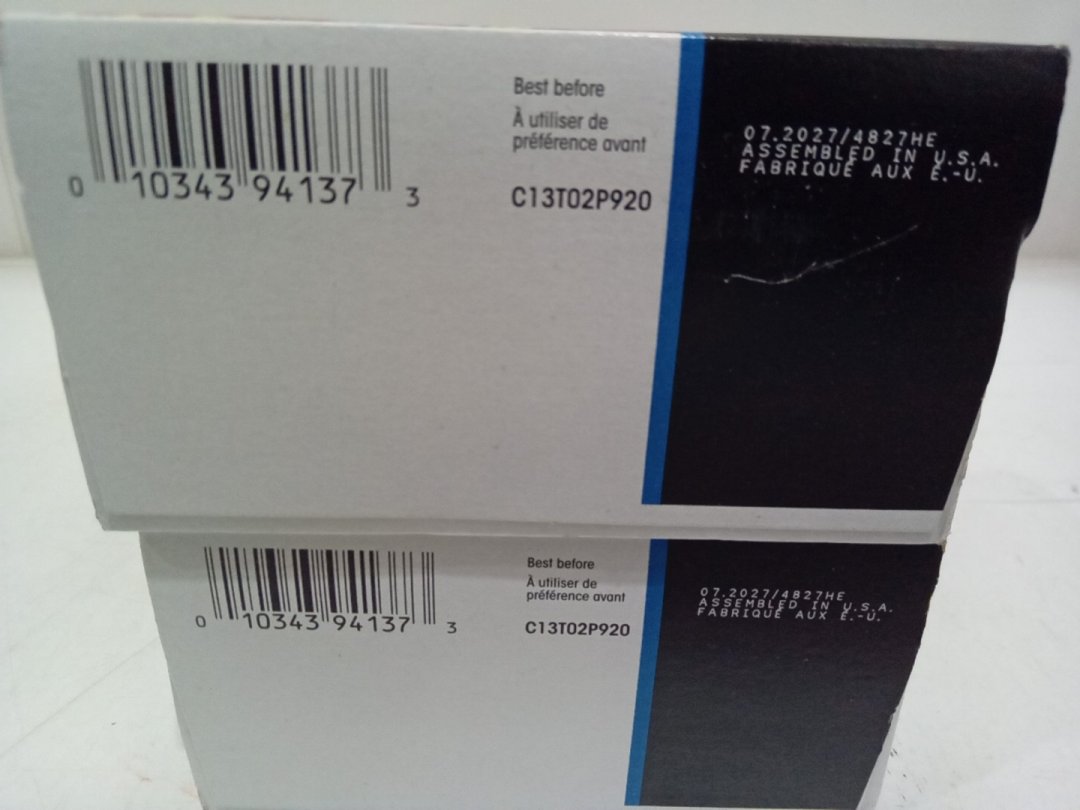 0 10343 94137 3
Best before
À utiliser de
préférence avant
C13T02P920
07.2027/4827HE
ASSEMBLED IN U.S.A.
FABRIQUÉ AUX É.-U.
0 10343 94137 3
Best before
À utiliser de
préférence avant
C13T02P920
07.2027/4827HE
ASSEMBLED IN U.S.A.
FABRIQUÉ AUX É.-U.